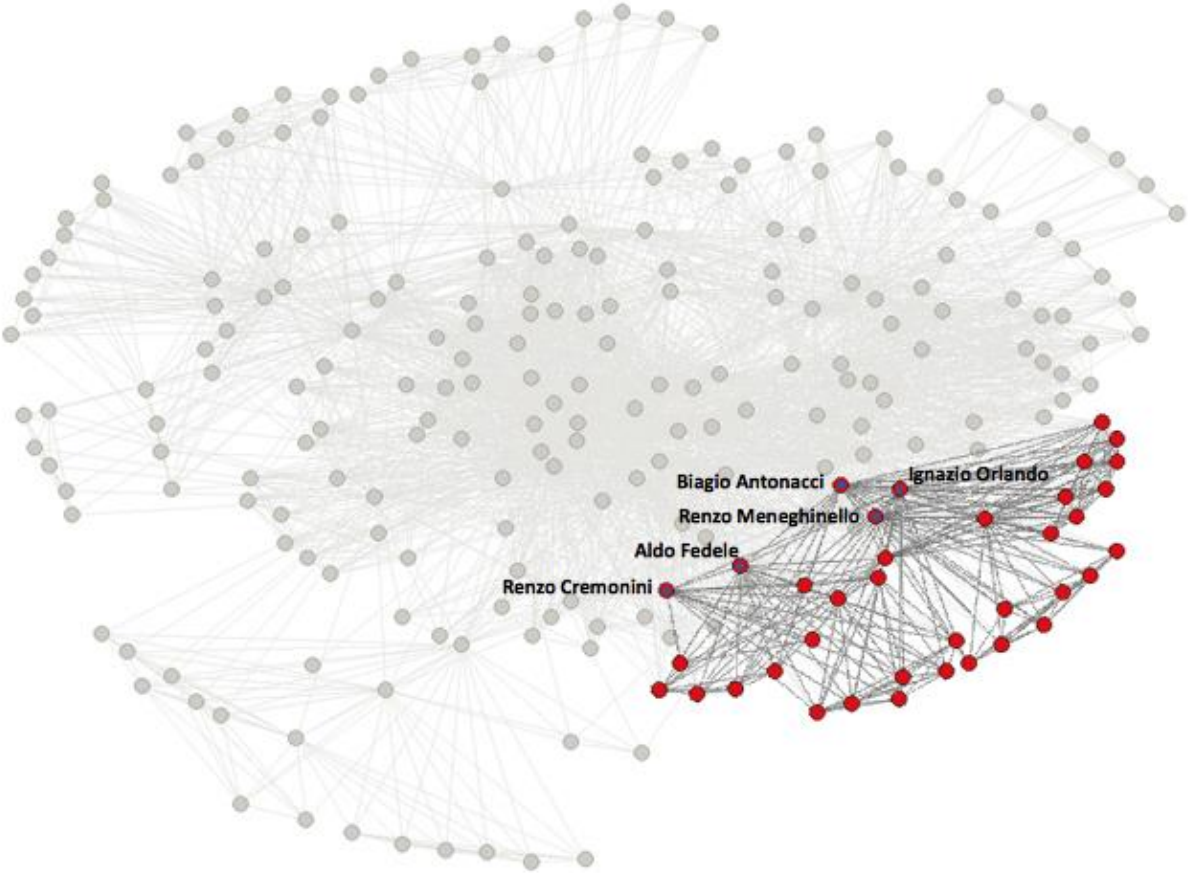 Biagio Antonacci
Ignazio Orlando
Renzo Meneghinello
Aldo Fedele
Renzo Cremonini